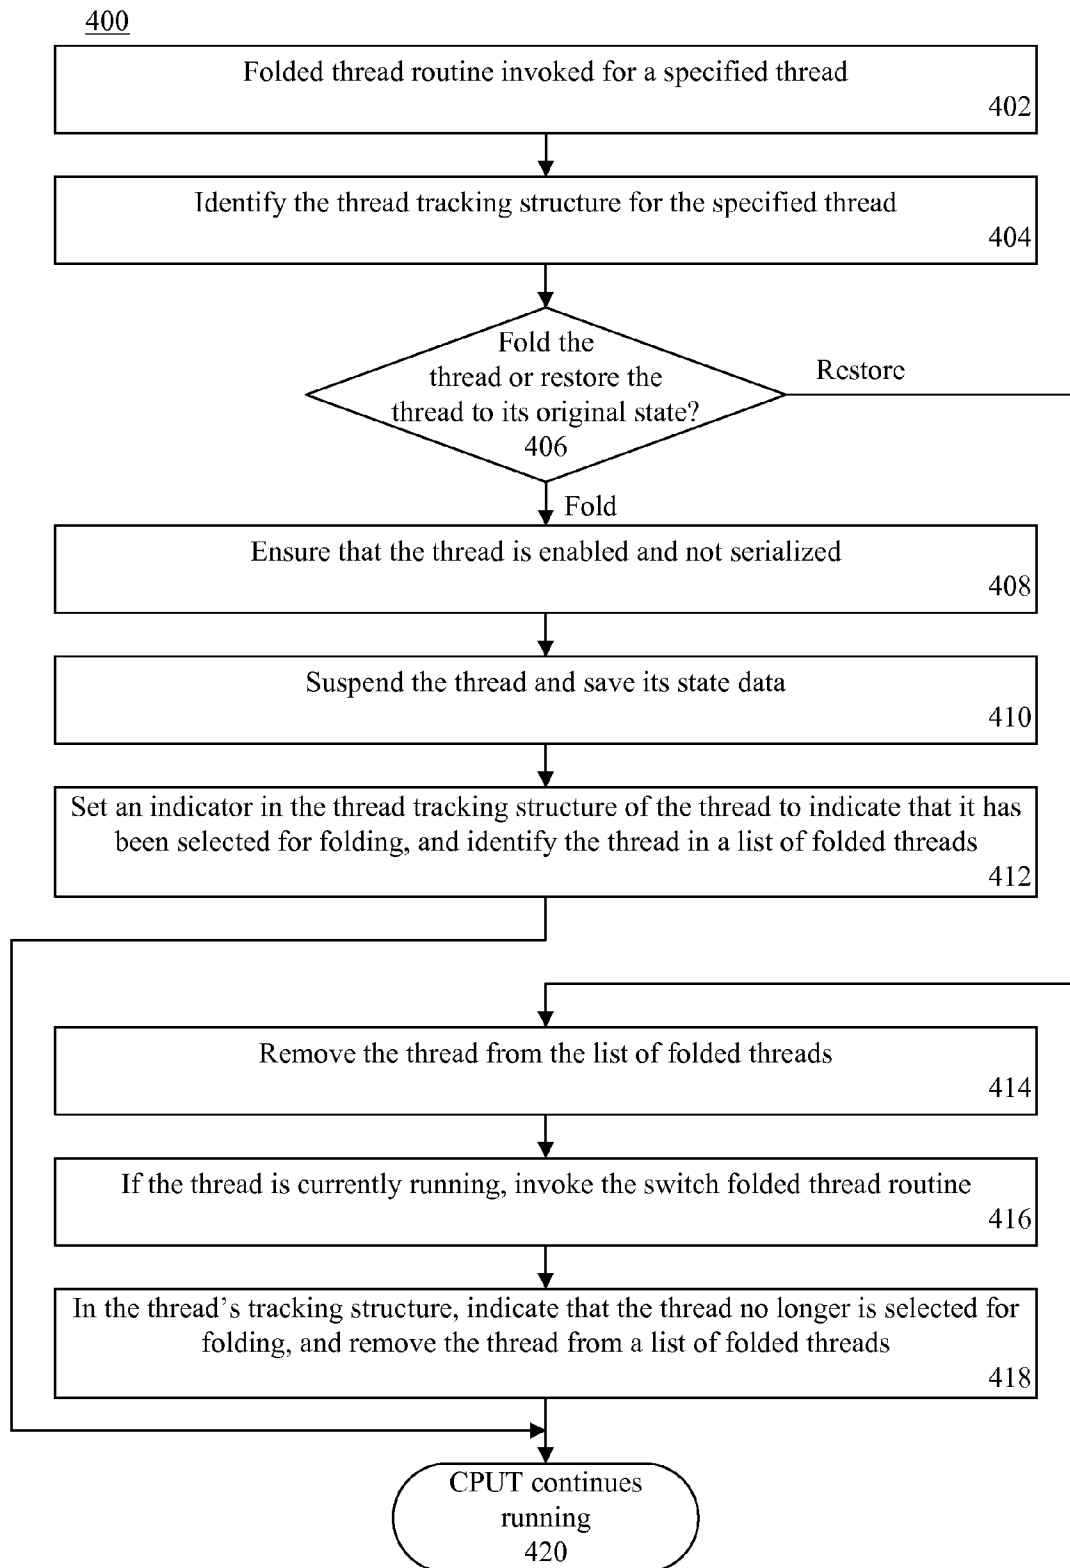 400
Folded thread routine invoked for a specified thread
402
Identify the thread tracking structure for the specified thread
404
Fold the
thread or restore the
thread to its original state?
406
Restore
Fold
Ensure that the thread is enabled and not serialized
408
Suspend the thread and save its state data
410
Set an indicator in the thread tracking structure of the thread to indicate that it has
been selected for folding, and identify the thread in a list of folded threads
412
Remove the thread from the list of folded threads
414
If the thread is currently running, invoke the switch folded thread routine
416
In the thread’s tracking structure, indicate that the thread no longer is selected for
folding, and remove the thread from a list of folded threads
418
CPUT continues
running
420